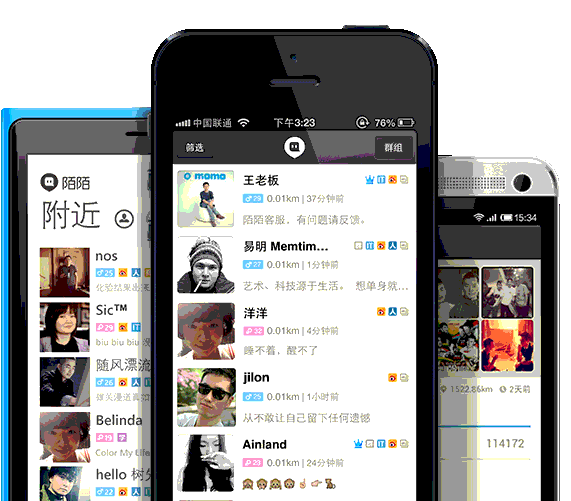 陌陌
附近
nos
25
Sic™
29
biu biu biu
随风漂流
26
Belinda
19 学
Color My Life
hello 树
22
中国联通
下午3:23
76%
筛选
群组
momo
王老板
29 0.01km | 37分钟前
陌陌客服，有问题请反馈。
易明 Memtim...
27 0.01km | 1分钟前
艺术、科技源于生活。 想单身就...
洋洋
32 0.01km | 4分钟前
睡不着，醒不了
jilon
25 0.01km | 1小时前
从不敢让自己留下任何遗憾
Ainland
23 0.01km | 24分钟前
15:34
1522.86km 2天前
114172